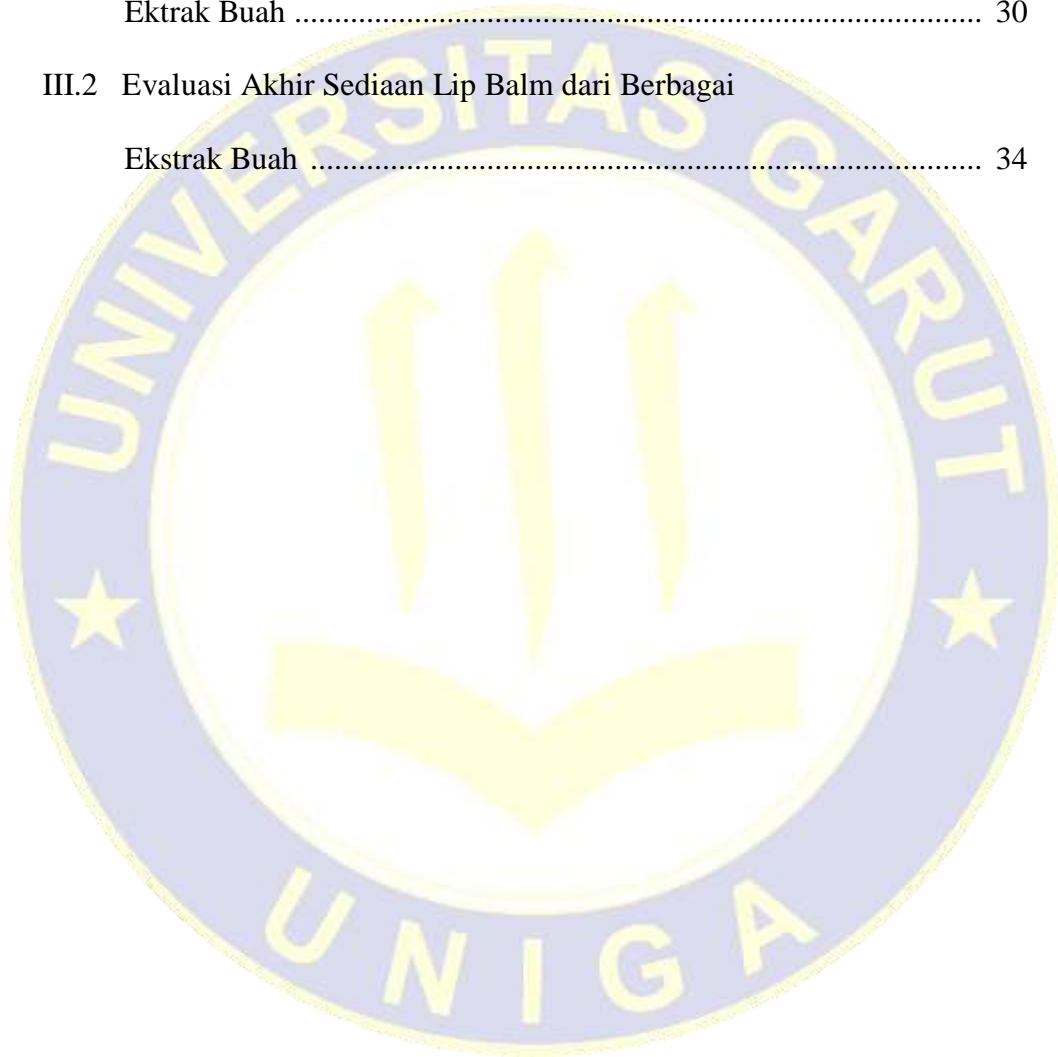 Ektrak Buah ........................................................................... 30
III.2 Evaluasi Akhir Sediaan Lip Balm dari Berbagai
Ekstrak Buah ......................................................................... 34
UNIVERSITAS GARUT
UNIGA